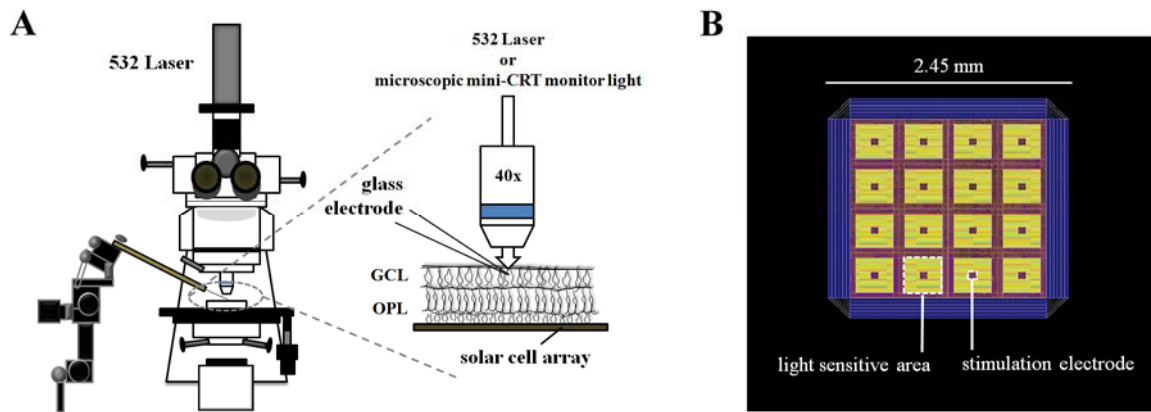 A
532 Laser
532 Laser
or
microscopic mini-CRT monitor light
40x
glass
electrode
GCL
OPL
solar cell array
B
2.45 mm
light sensitive area
stimulation electrode